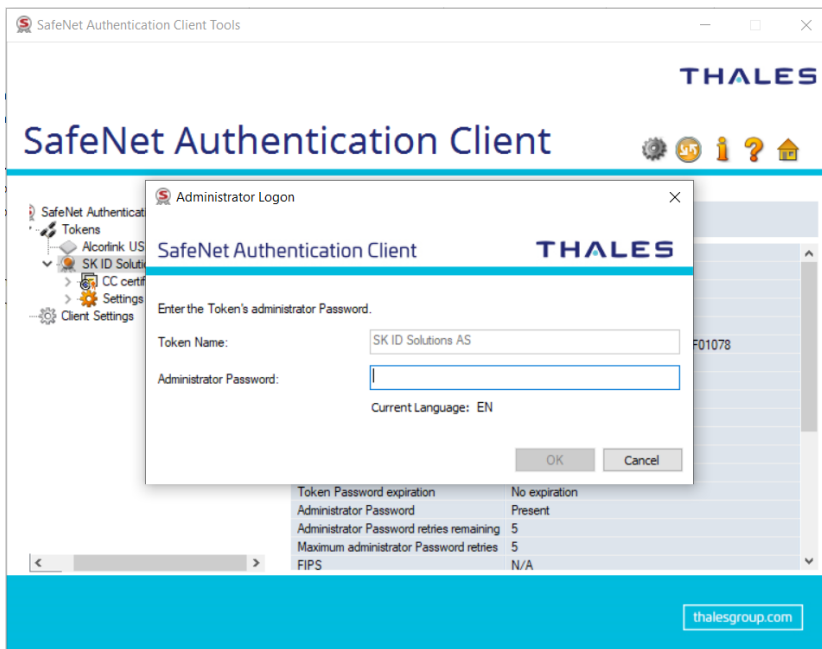 SafeNet Authentication Client Tools
THALES
SafeNet Authentication Client
SafeNet Authenticat
Tokens
Alcorlink US
SK ID Soluti
CC certif
Settings
Client Settings
Administrator Logon
SafeNet Authentication Client THALES
Enter the Token's administrator Password.
Token Name: SK ID Solutions AS
Administrator Password:
Current Language: EN
OK Cancel
F01078
Token Password expiration No expiration
Administrator Password Present
Administrator Password retries remaining 5
Maximum administrator Password retries 5
FIPS N/A
thalesgroup.com